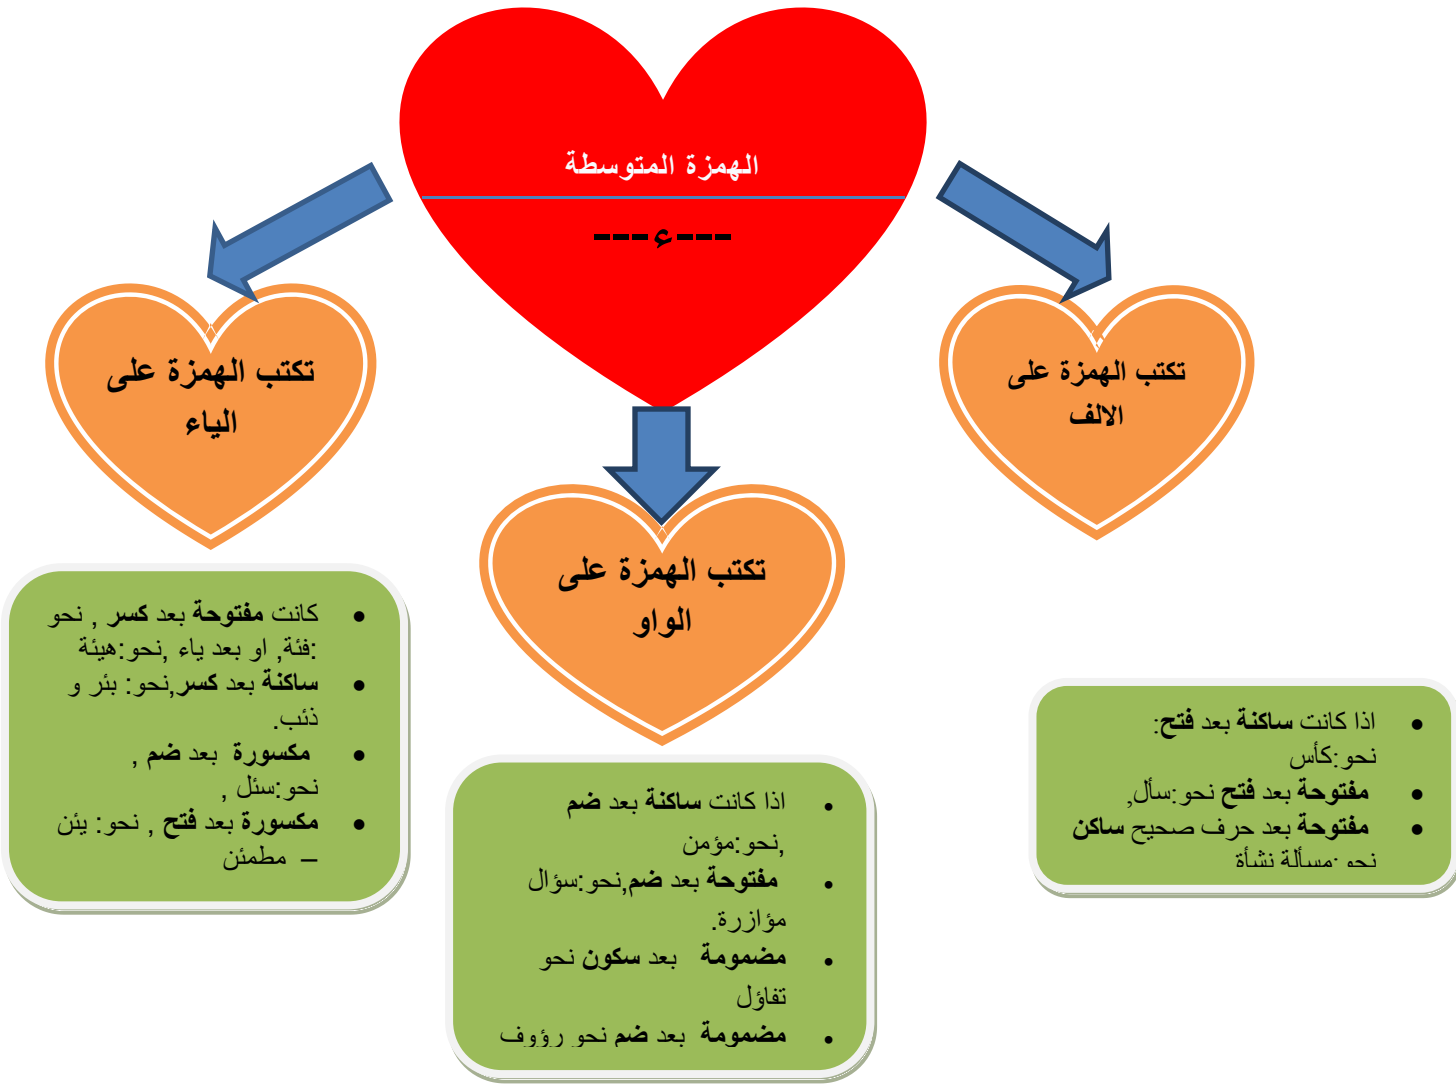 الهمزة المتوسطة
---ء---
تكتب الهمزة على
الالف
تكتب الهمزة على
الواو
تكتب الهمزة على
الياء
اذا كانت ساكنة بعد فتح:
نحو:كأس
مفتوحة بعد فتح نحو:سأل,
مفتوحة بعد حرف صحيح ساكن
نحو:مسألة نشأة
اذا كانت ساكنة بعد ضم
,نحو:مؤمن
مفتوحة بعد ضم,نحو:سؤال
مؤازرة.
مضمومة بعد سكون نحو
تفاؤل
مضمومة بعد ضم نحو رؤوف
كانت مفتوحة بعد كسر , نحو
:فئة, او بعد ياء ,نحو:هيئة
ساكنة بعد كسر,نحو: بئر و
ذئب.
مكسورة بعد ضم ,
نحو:سئل ,
مكسورة بعد فتح , نحو: يئن
– مطمئن